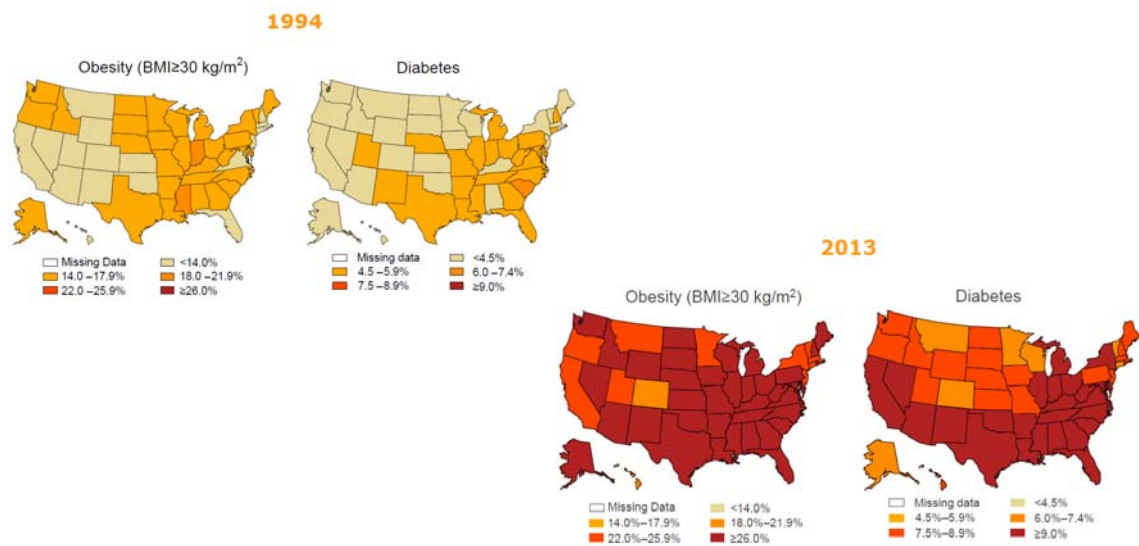 1994
Obesity (BMI≥30 kg/m²)
Diabetes
Missing Data
<14.0%
14.0 –17.9%
18.0 –21.9%
22.0 –25.9%
≥26.0%
Missing Data
<4.5%
4.5 –5.9%
6.0 –7.4%
7.5 –8.9%
≥9.0%
2013
Obesity (BMI≥30 kg/m²)
Diabetes
Missing Data
<14.0%
14.0%–17.9%
18.0%–21.9%
22.0%–25.9%
≥26.0%
Missing data
<4.5%
4.5%–5.9%
6.0%–7.4%
7.5%–8.9%
≥9.0%